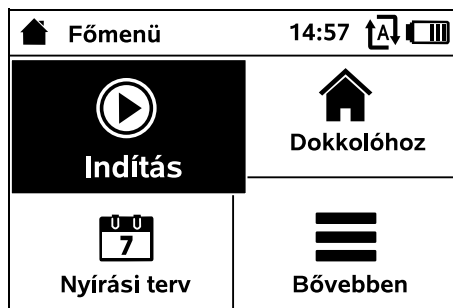 Főmenü 14:57 A
Indítás
Dokkolóhoz
7
Nyírási terv
Bővebben